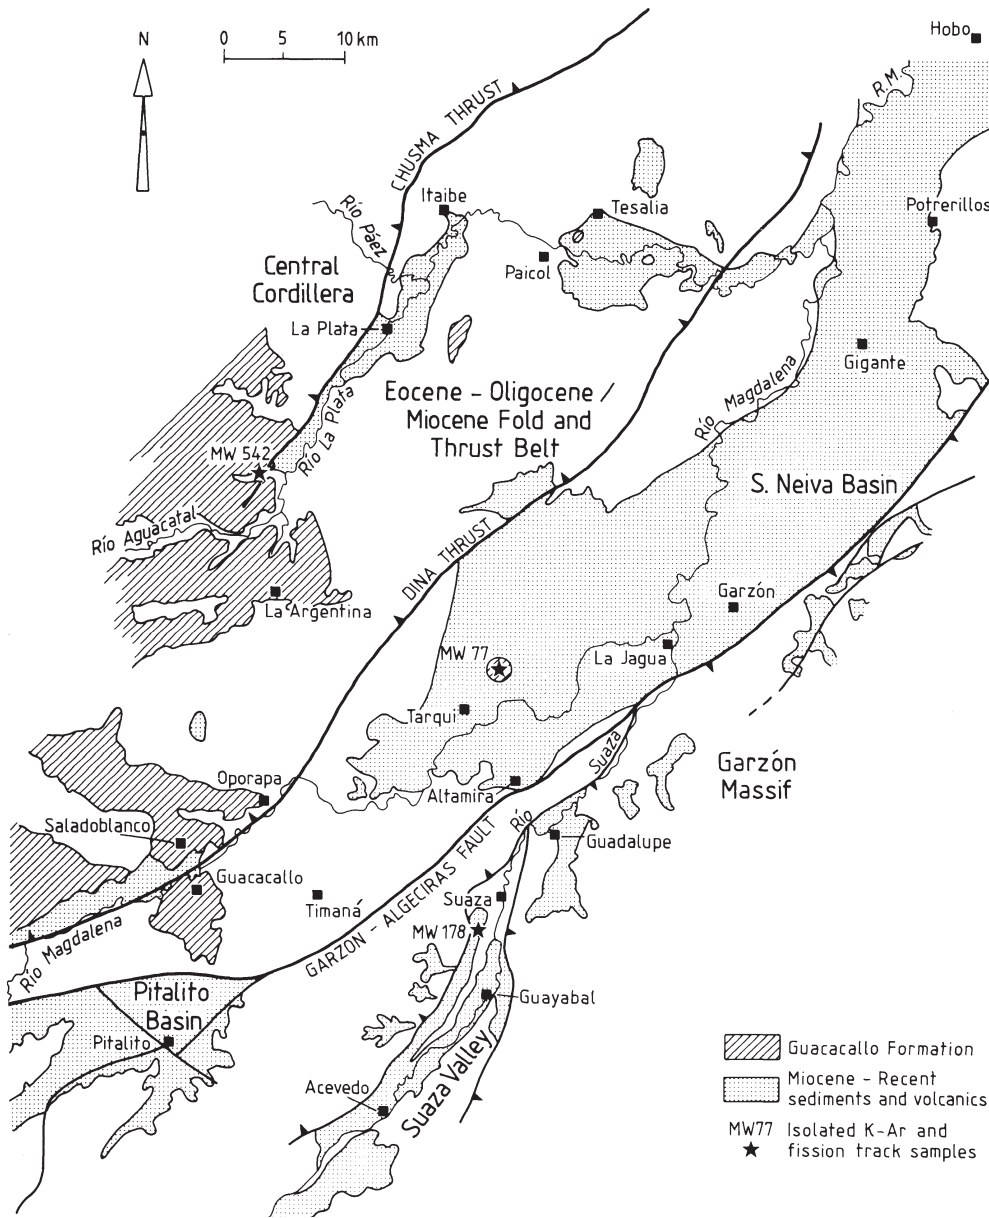 Hobo
N
0 5 10 km
R.M.
CHUSMA THRUST
Itaibe
Río Páez
Tesalia
Potrerillos
Paicol
Central
Cordillera
La Plata
Gigante
Eocene - Oligocene /
Miocene Fold and
Thrust Belt
Río Magdalena
Río La Plata
MW 542
S. Neiva Basin
Río Aguacatal
DINA THRUST
La Argentina
Garzón
MW 77
La Jagua
Tarqui
Suaza
Garzón
Massif
Oporapa
Altamira
Río
Saladoblanco
Guadalupe
Guacacallo
Timaná
Suaza
GARZON - ALGECIRAS FAULT
MW 178
Río Magdalena
Pitalito
Basin
Guayabal
Pitalito
Suaza Valley
Acevedo
Guacacallo Formation
Miocene - Recent
sediments and volcanics
MW77 Isolated K-Ar and
fission track samples